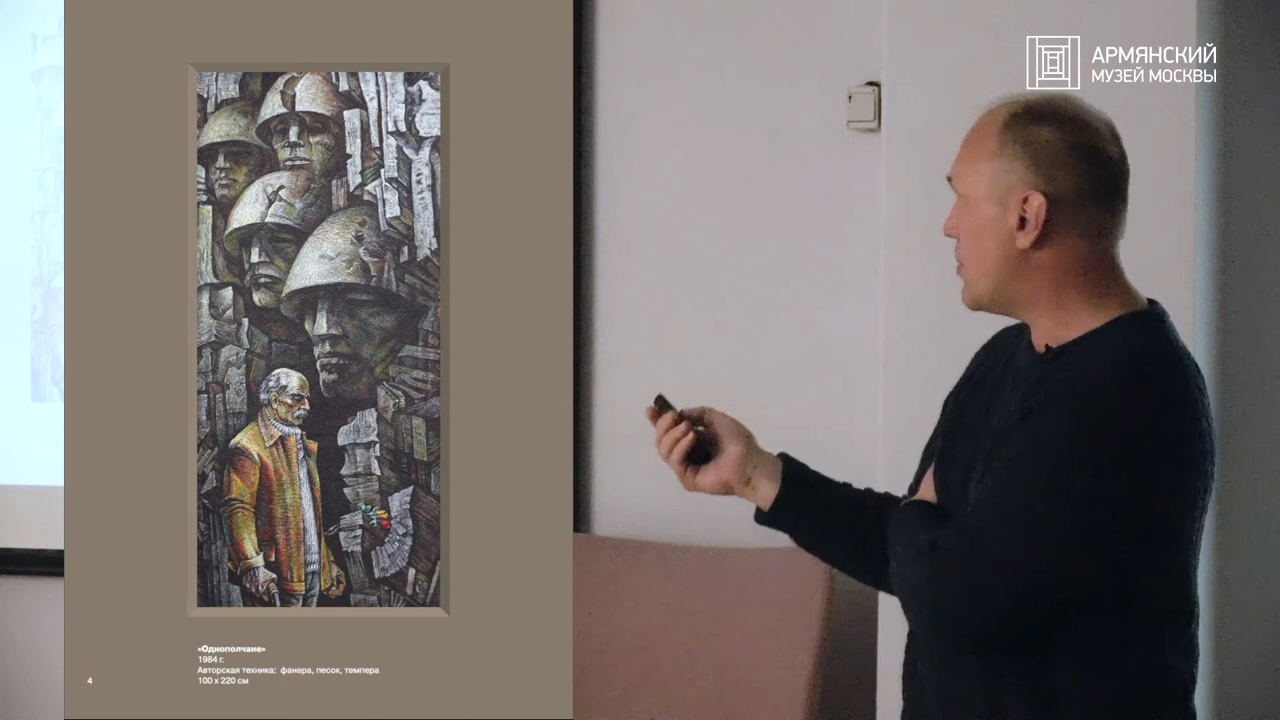 АРМЯНСКИЙ
МУЗЕЙ МОСКВЫ
«Однополчане»
1984 г.
Авторская техника: фанера, песок, темпера
100 x 220 см
4